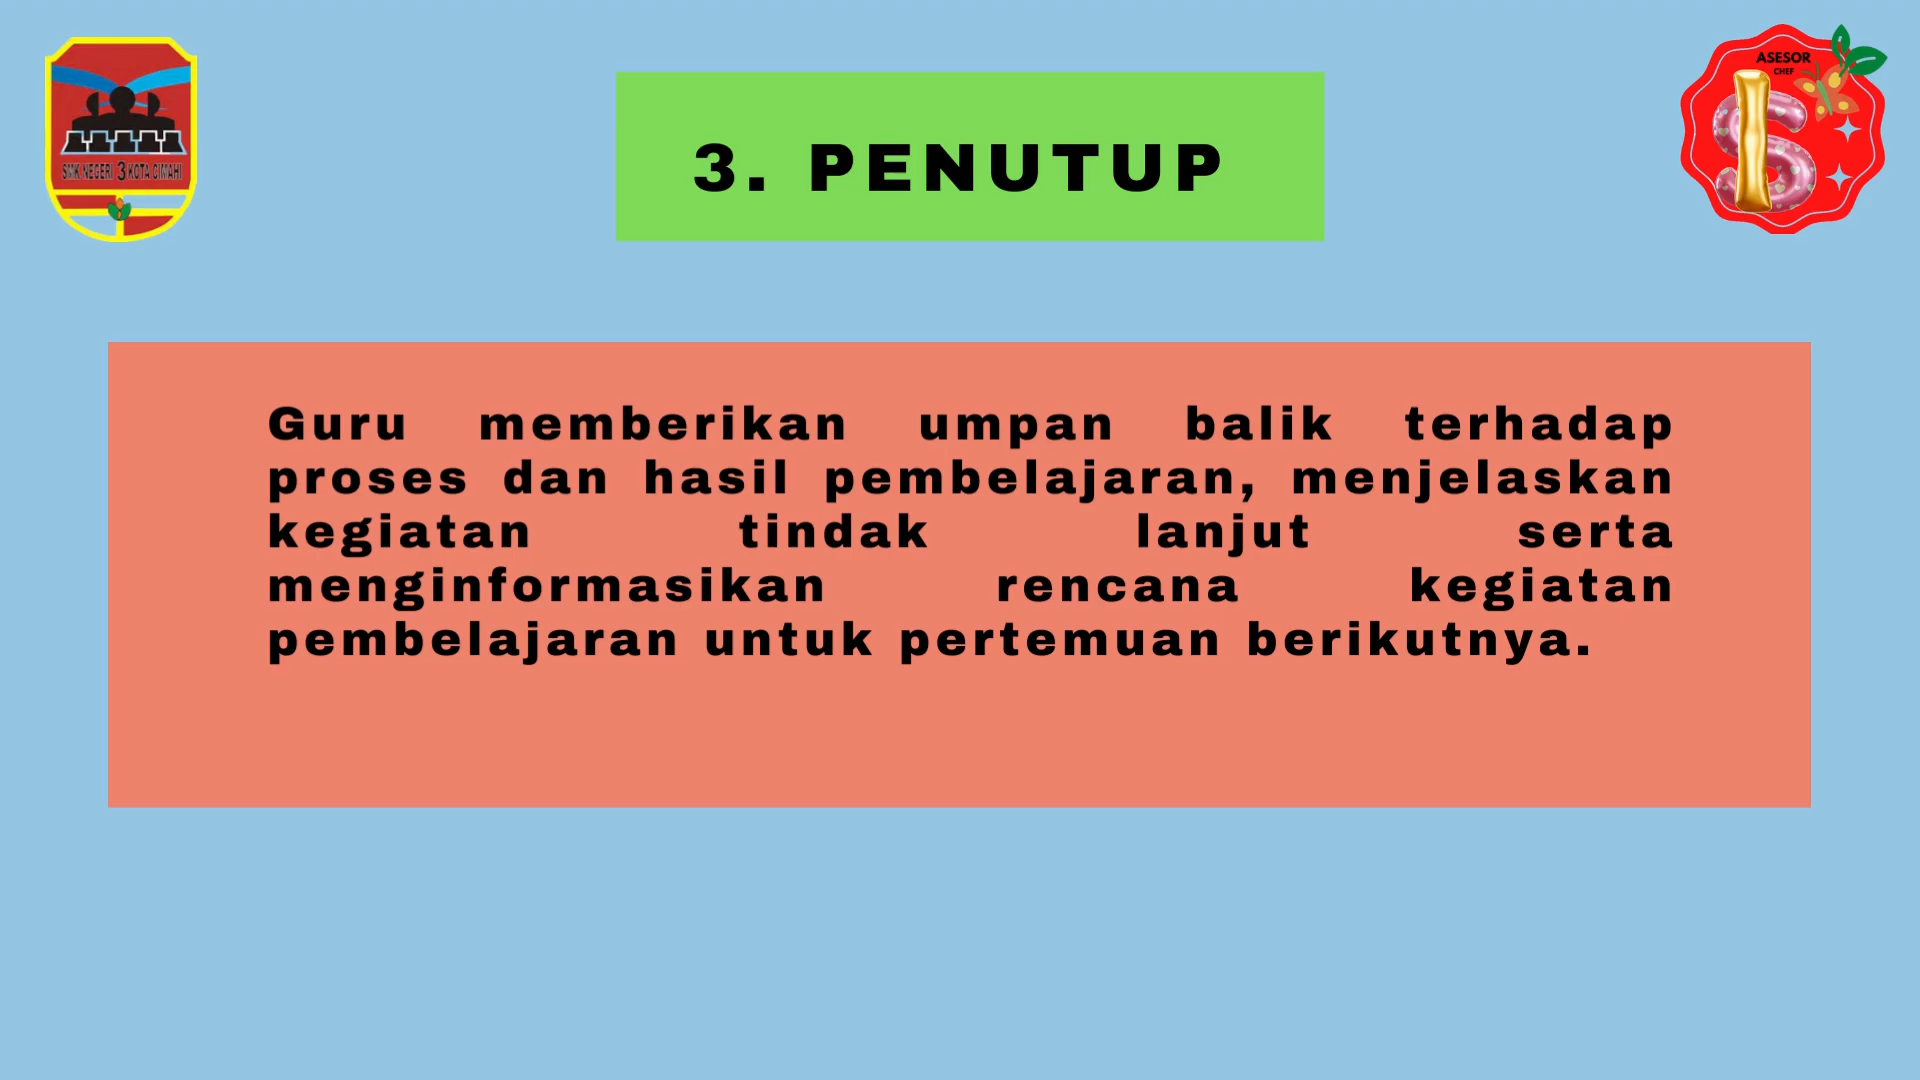 ASESOR
CHEF
IS
SMK NEGERI 3 KOTA CIMAHI
3. PENUTUP
Guru memberikan umpan balik terhadap
proses dan hasil pembelajaran, menjelaskan
kegiatan tindak lanjut serta
menginformasikan rencana kegiatan
pembelajaran untuk pertemuan berikutnya.